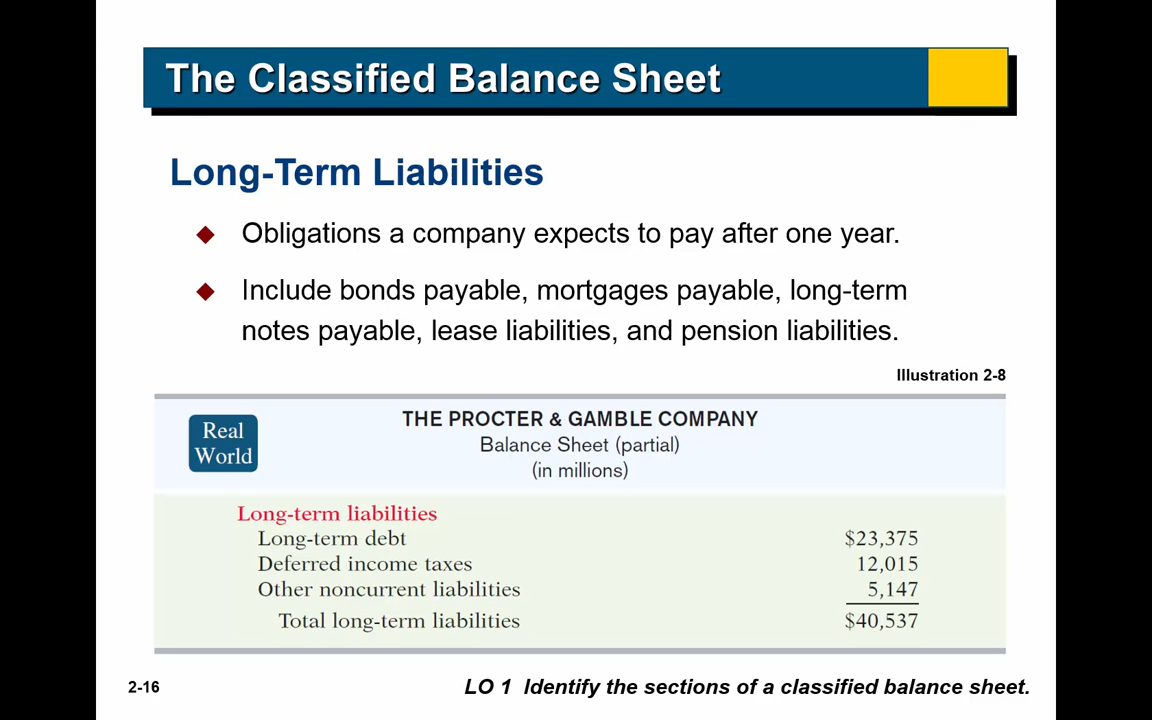 The Classified Balance Sheet
Long-Term Liabilities
Obligations a company expects to pay after one year.
Include bonds payable, mortgages payable, long-term
notes payable, lease liabilities, and pension liabilities.
Illustration 2-8
Real
World
THE PROCTER & GAMBLE COMPANY
Balance Sheet (partial)
(in millions)
Long-term liabilities
Long-term debt $23,375
Deferred income taxes 12,015
Other noncurrent liabilities 5,147
Total long-term liabilities $40,537
2-16
LO 1 Identify the sections of a classified balance sheet.